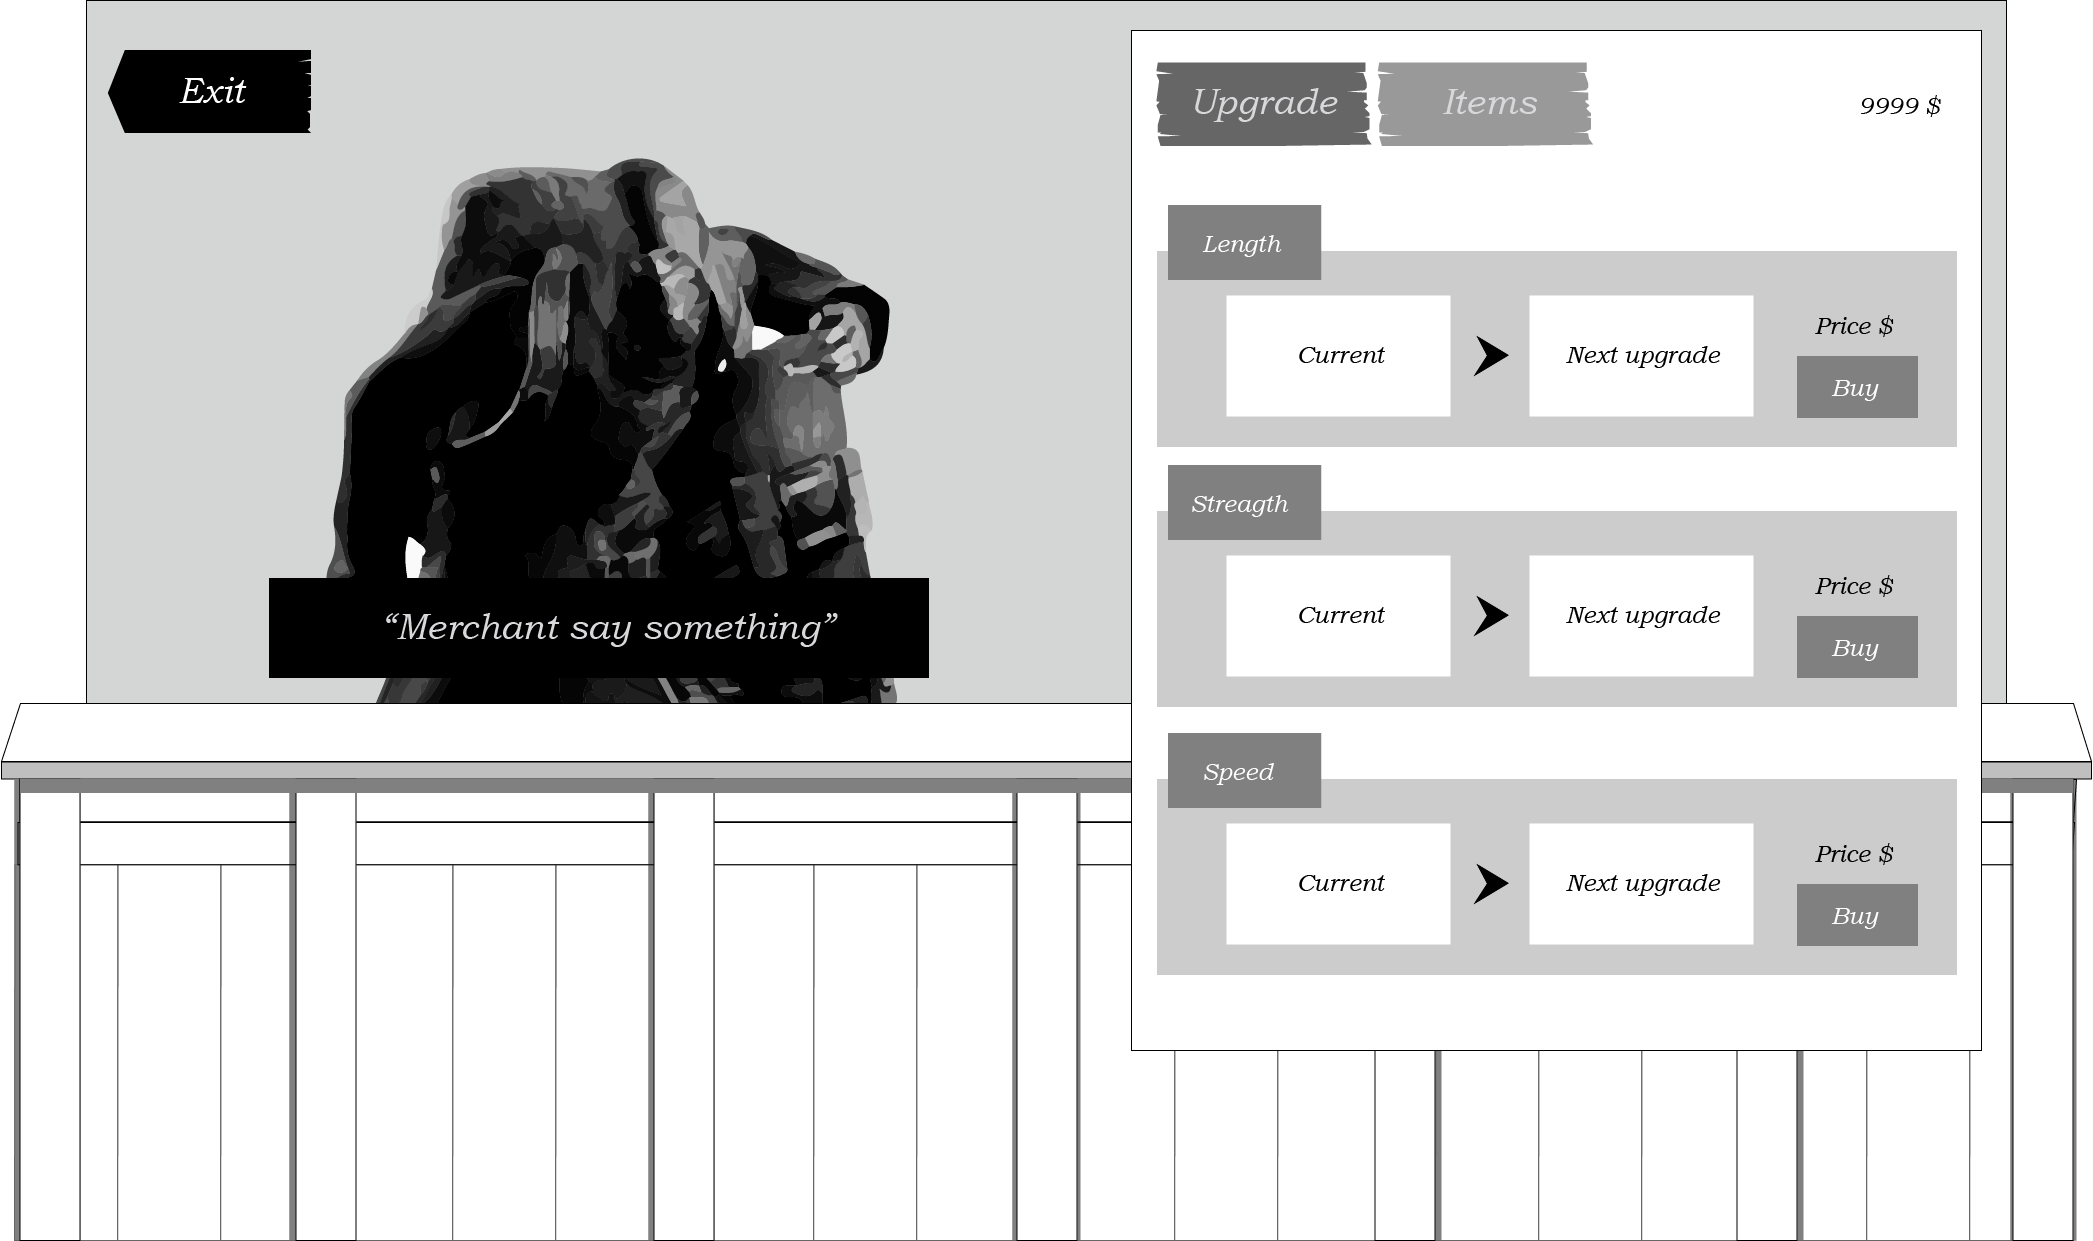 Exit
Upgrade
Items
9999 $
Length
Current
Next upgrade
Price $
Buy
Streagth
Current
Next upgrade
Price $
Buy
“Merchant say something”
Speed
Current
Next upgrade
Price $
Buy